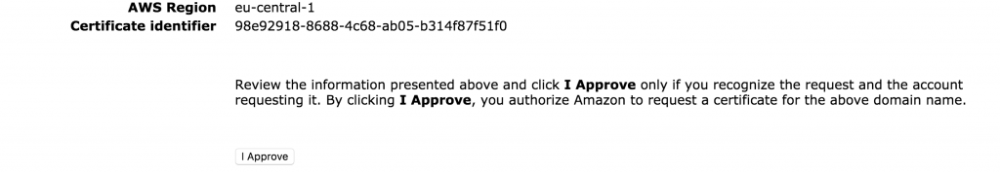 AWS Region eu-central-1
Certificate identifier 98e92918-8688-4c68-ab05-b314f87f51f0
Review the information presented above and click I Approve only if you recognize the request and the account
requesting it. By clicking I Approve, you authorize Amazon to request a certificate for the above domain name.
I Approve